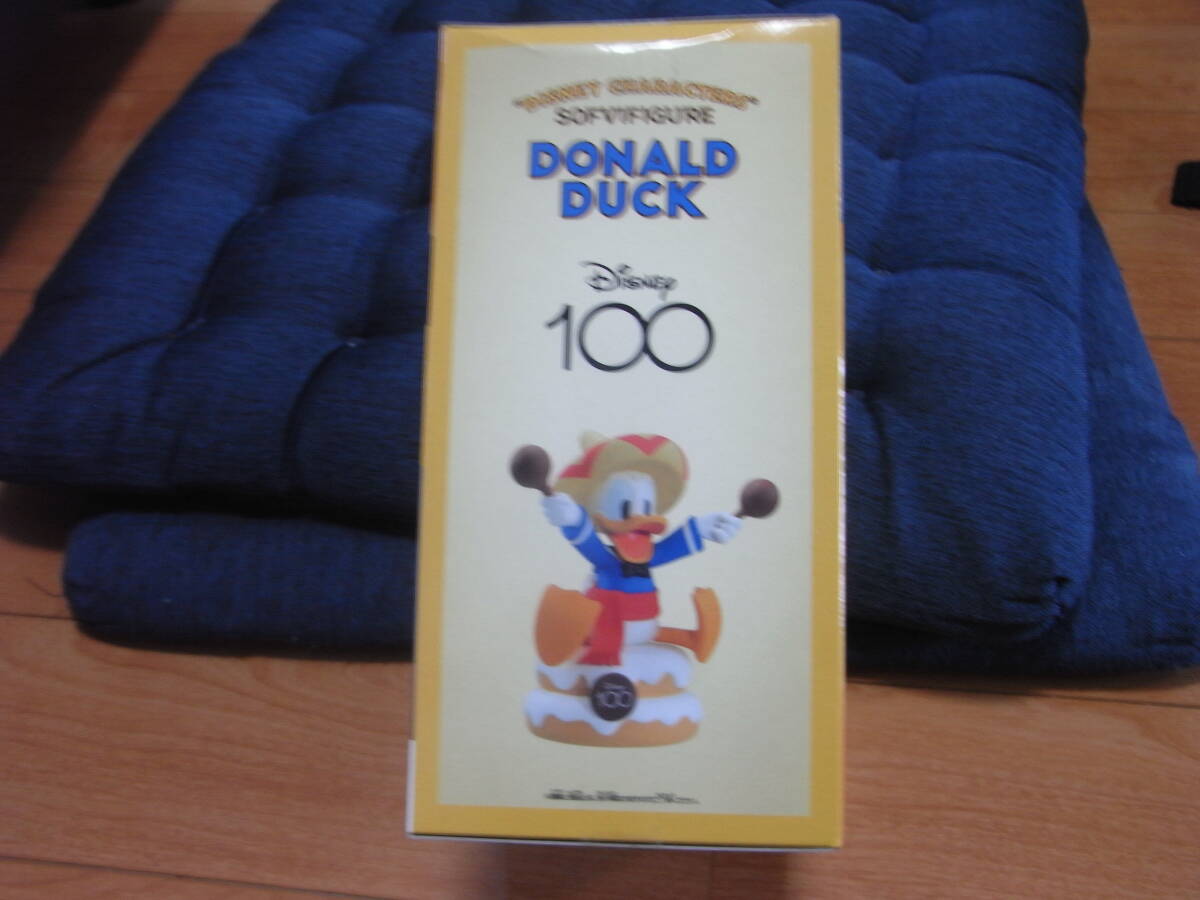 "DISNEY CHARACTERS"
SOFVIFIGURE
DONALD
DUCK
Disney
100
100